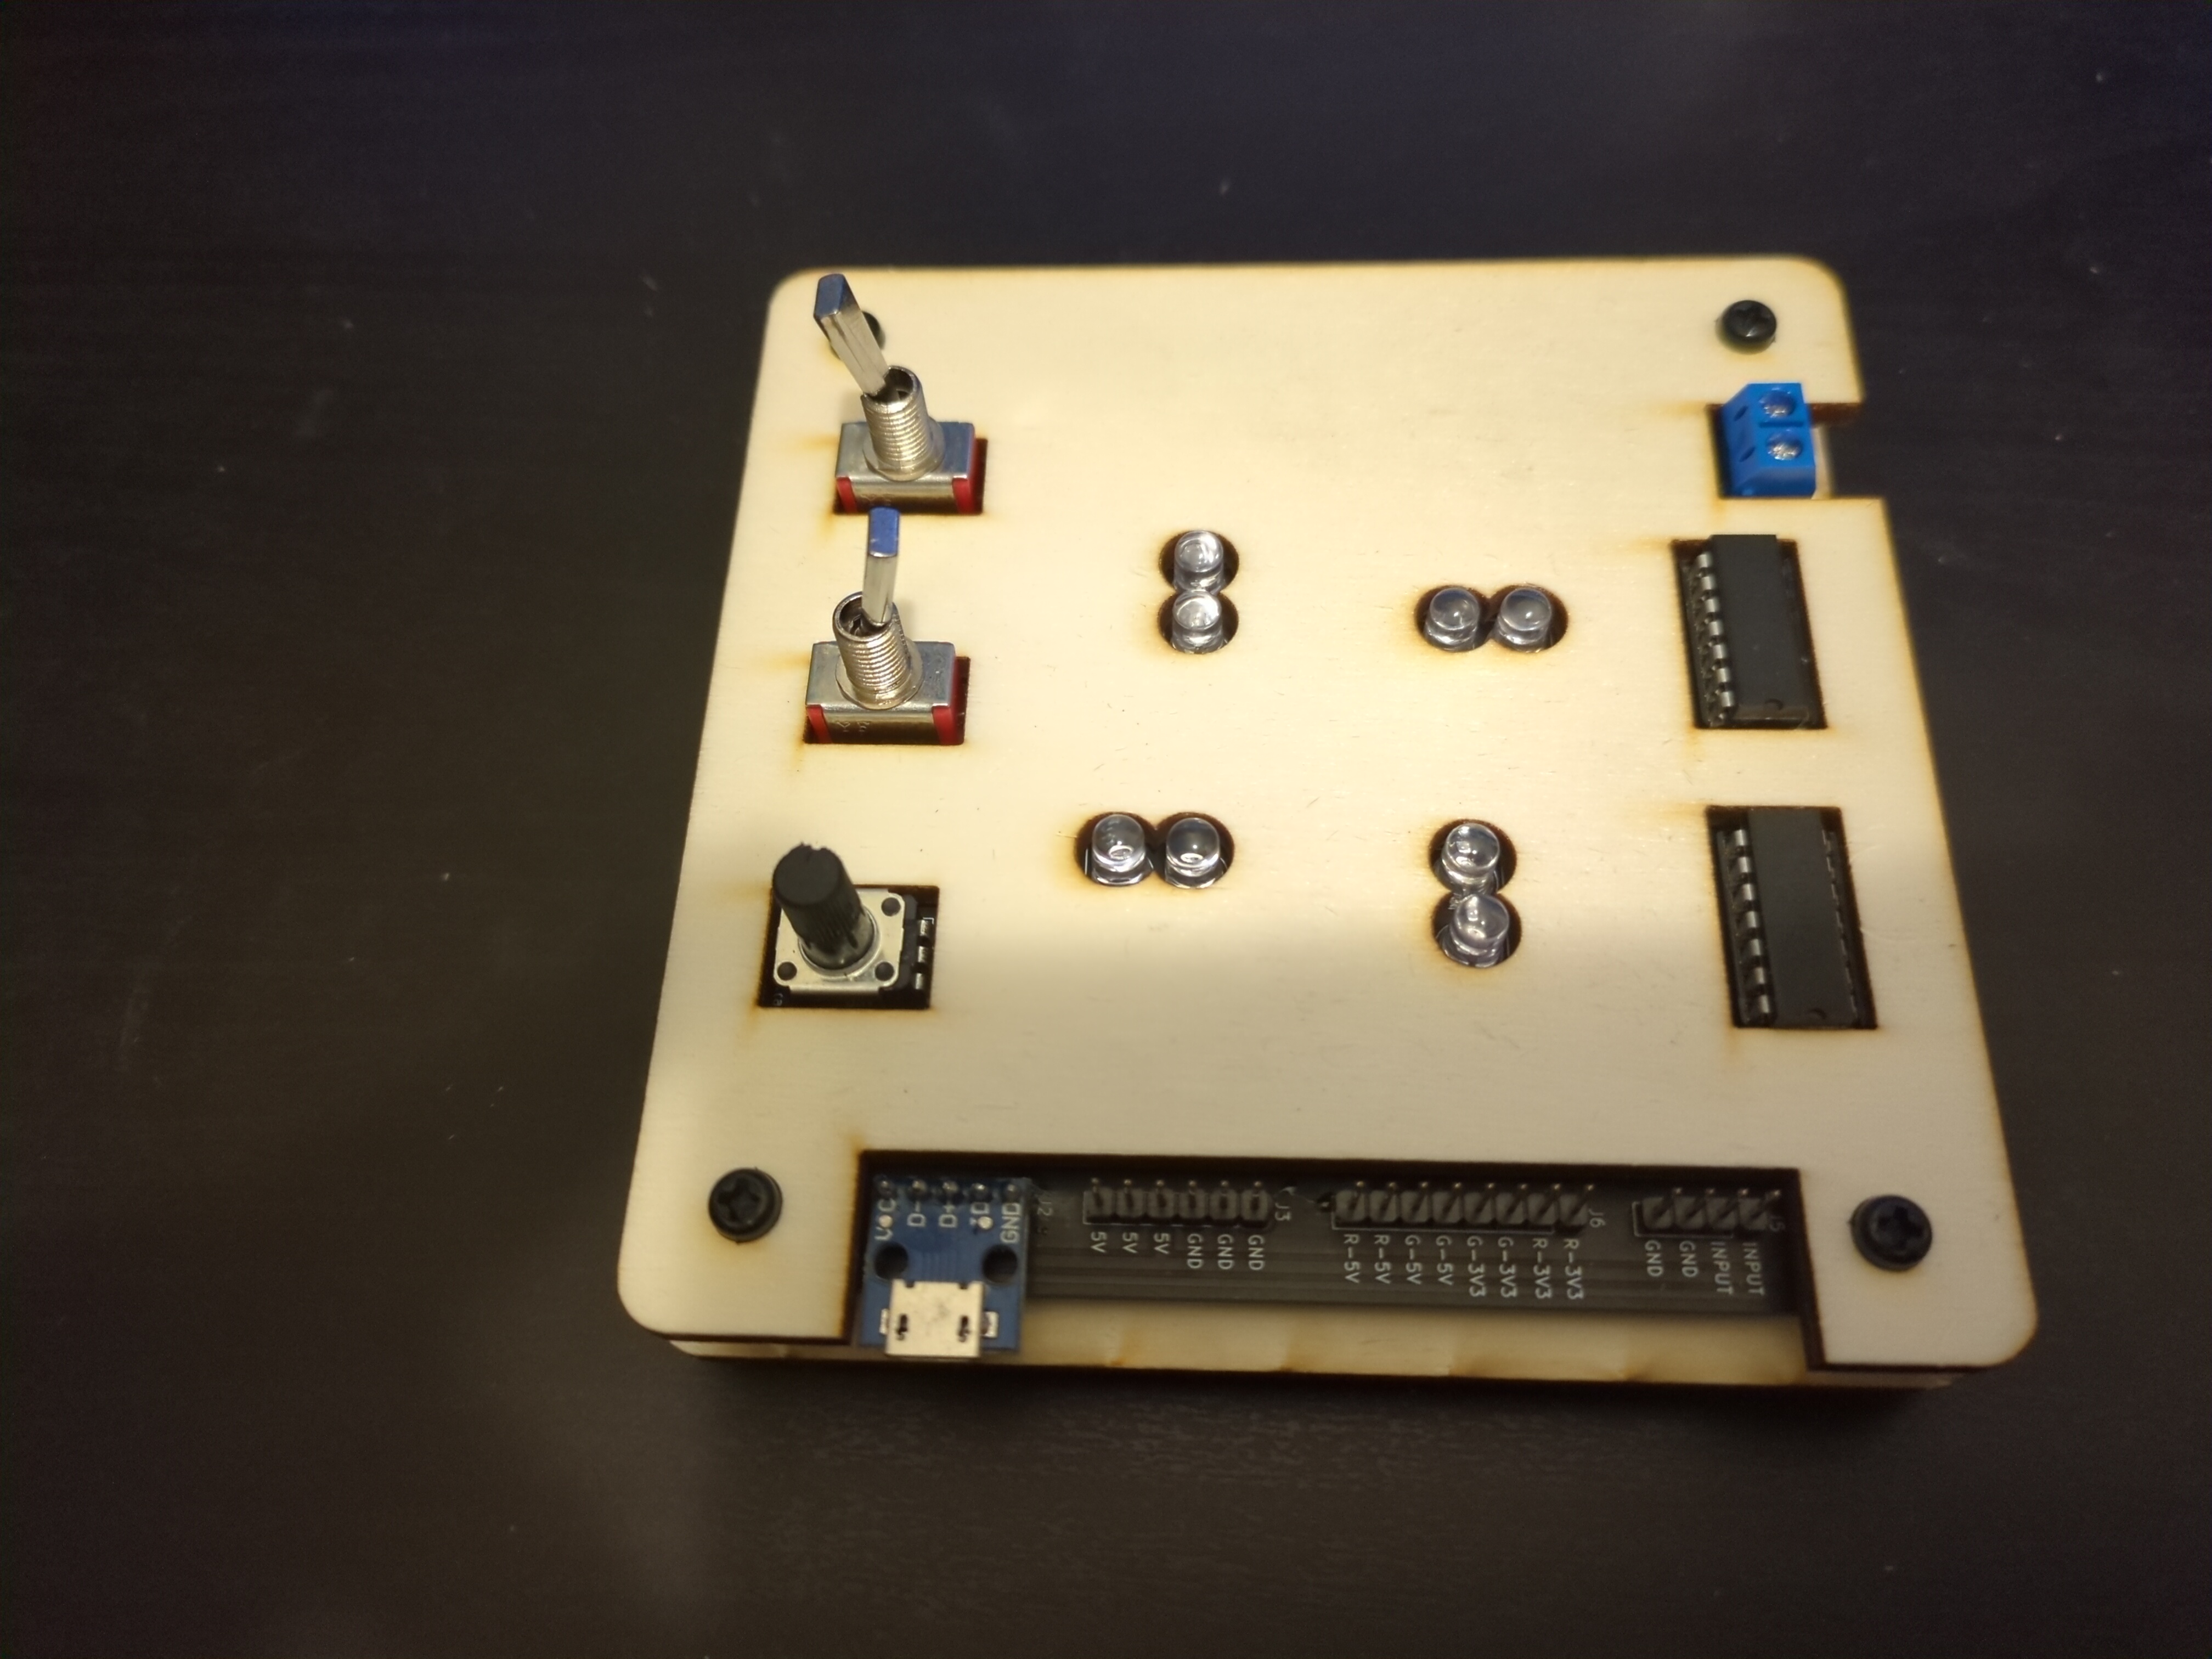 VCC
D-
D+
ID
GND
J2
J3
5V
5V
5V
GND
GND
GND
J6
R-5V
R-5V
G-5V
G-5V
G-3V3
G-3V3
R-3V3
R-3V3
J5
GND
GND
INPUT
INPUT